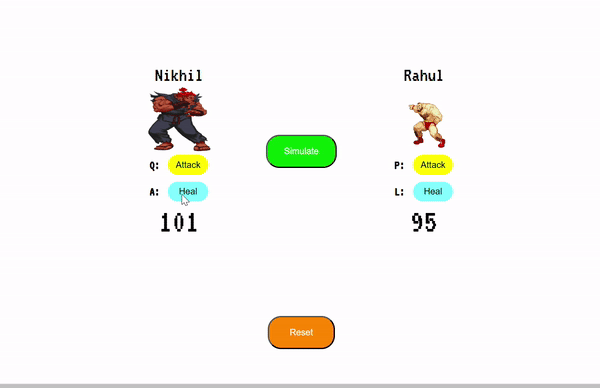 Nikhil
Rahul
Simulate
Q: Attack
P: Attack
A: Heal
L: Heal
101
95
Reset